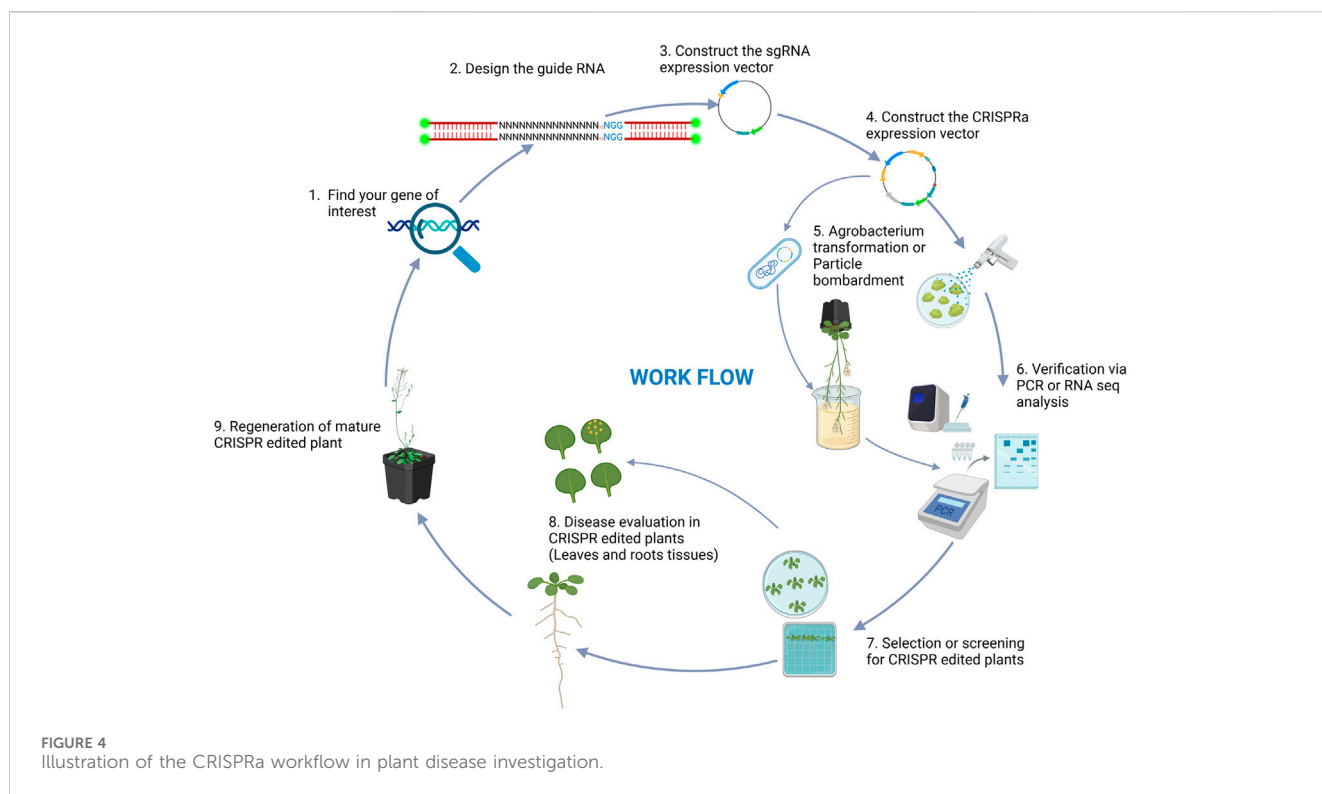 3. Construct the sgRNA
expression vector
2. Design the guide RNA
NNNNNNNNNNNNNNN-NGG
NNNNNNNNNNNNNNN-NGG
4. Construct the CRISPRa
expression vector
1. Find your gene of
interest
5. Agrobacterium
transformation or
Particle
bombardment
WORK FLOW
6. Verification via
PCR or RNA seq
analysis
PCR
9. Regeneration of mature
CRISPR edited plant
8. Disease evaluation in
CRISPR edited plants
(Leaves and roots tissues)
7. Selection or screening
for CRISPR edited plants
FIGURE 4
Illustration of the CRISPRa workflow in plant disease investigation.